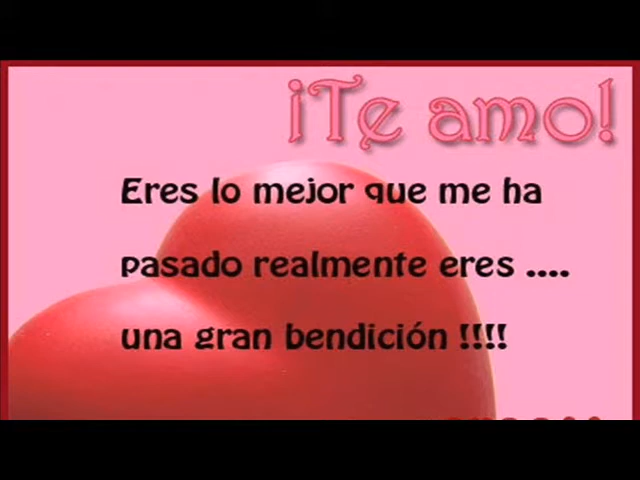 ¡Te amo!
Eres lo mejor que me ha
pasado realmente eres ....
una gran bendición !!!!